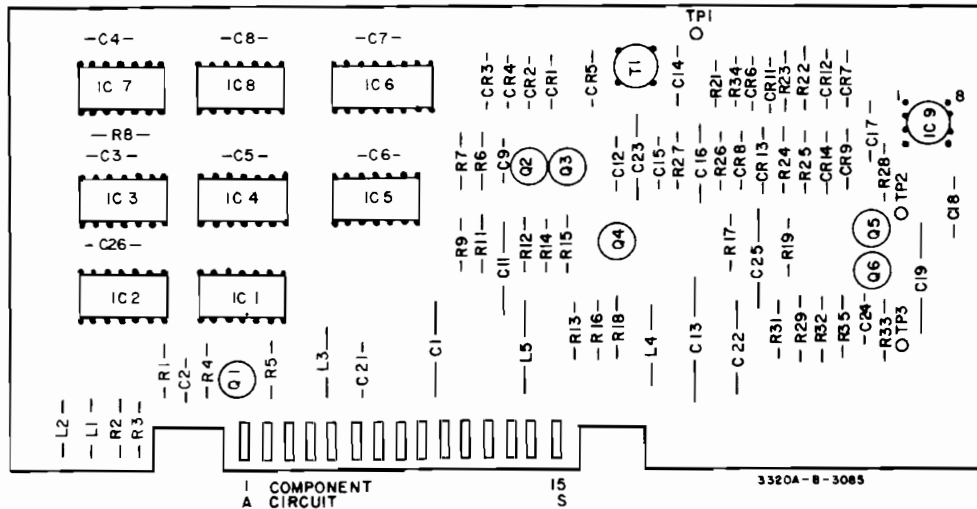 TP1
-C4- -C8- -C7-
IC 7 IC8 IC6
-CR3- -CR4- -CR2- -CR1- -CR5- T1 -C14- -R21- -R34- -CR6- -CR11- -R23- -R22- -CR12- -CR7-
1 8
IC 9
-R8-
-C3- -C5- -C6-
IC 3 IC 4 IC5
-R7- -R6- -C9- Q2 Q3 -C12- -C23- -C15- -R27- -C16- -R26- -CR8- -CR13- -R24- -R25- -CR14- -CR9- -C17- -R28- TP2 -C18-
-C26-
IC2 IC 1
-R9- -R11- -C11- -R12- -R14- -R15- Q4 -R17- -C25- -R19- Q5 Q6 -C19-
-R1- -C2- -R4- Q1 -R5- -L3- -C21- -C1- -L5- -R13- -R16- -R18- -L4- -C13- -C22- -R31- -R29- -R32- -R35- -C24- -R33- TP3
-L2- -L1- -R2- -R3-
1 COMPONENT 15
A CIRCUIT S
3320A-B-3085